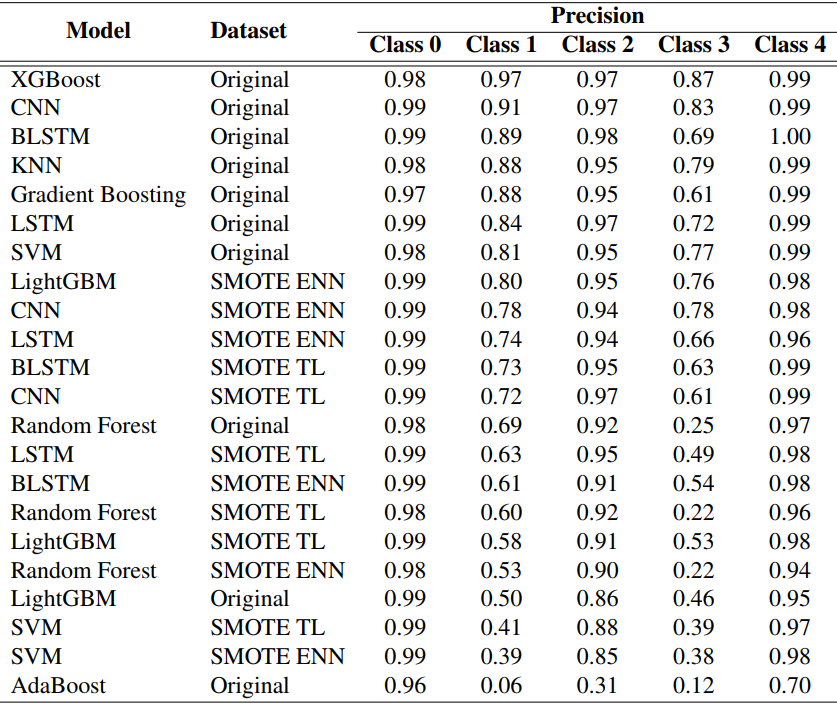 Model Dataset Precision
Class 0 Class 1 Class 2 Class 3 Class 4
XGBoost Original 0.98 0.97 0.97 0.87 0.99
CNN Original 0.99 0.91 0.97 0.83 0.99
BLSTM Original 0.99 0.89 0.98 0.69 1.00
KNN Original 0.98 0.88 0.95 0.79 0.99
Gradient Boosting Original 0.97 0.88 0.95 0.61 0.99
LSTM Original 0.99 0.84 0.97 0.72 0.99
SVM Original 0.98 0.81 0.95 0.77 0.99
LightGBM SMOTE ENN 0.99 0.80 0.95 0.76 0.98
CNN SMOTE ENN 0.99 0.78 0.94 0.78 0.98
LSTM SMOTE ENN 0.99 0.74 0.94 0.66 0.96
BLSTM SMOTE TL 0.99 0.73 0.95 0.63 0.99
CNN SMOTE TL 0.99 0.72 0.97 0.61 0.99
Random Forest Original 0.98 0.69 0.92 0.25 0.97
LSTM SMOTE TL 0.99 0.63 0.95 0.49 0.98
BLSTM SMOTE ENN 0.99 0.61 0.91 0.54 0.98
Random Forest SMOTE TL 0.98 0.60 0.92 0.22 0.96
LightGBM SMOTE TL 0.99 0.58 0.91 0.53 0.98
Random Forest SMOTE ENN 0.98 0.53 0.90 0.22 0.94
LightGBM Original 0.99 0.50 0.86 0.46 0.95
SVM SMOTE TL 0.99 0.41 0.88 0.39 0.97
SVM SMOTE ENN 0.99 0.39 0.85 0.38 0.98
AdaBoost Original 0.96 0.06 0.31 0.12 0.70